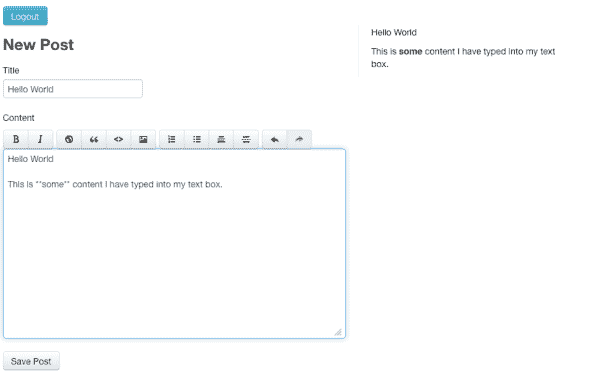 Logout
New Post
Title
Hello World
Content
B I
Hello World
This is **some** content I have typed into my text box.
Save Post
Hello World
This is some content I have typed into my text
box.